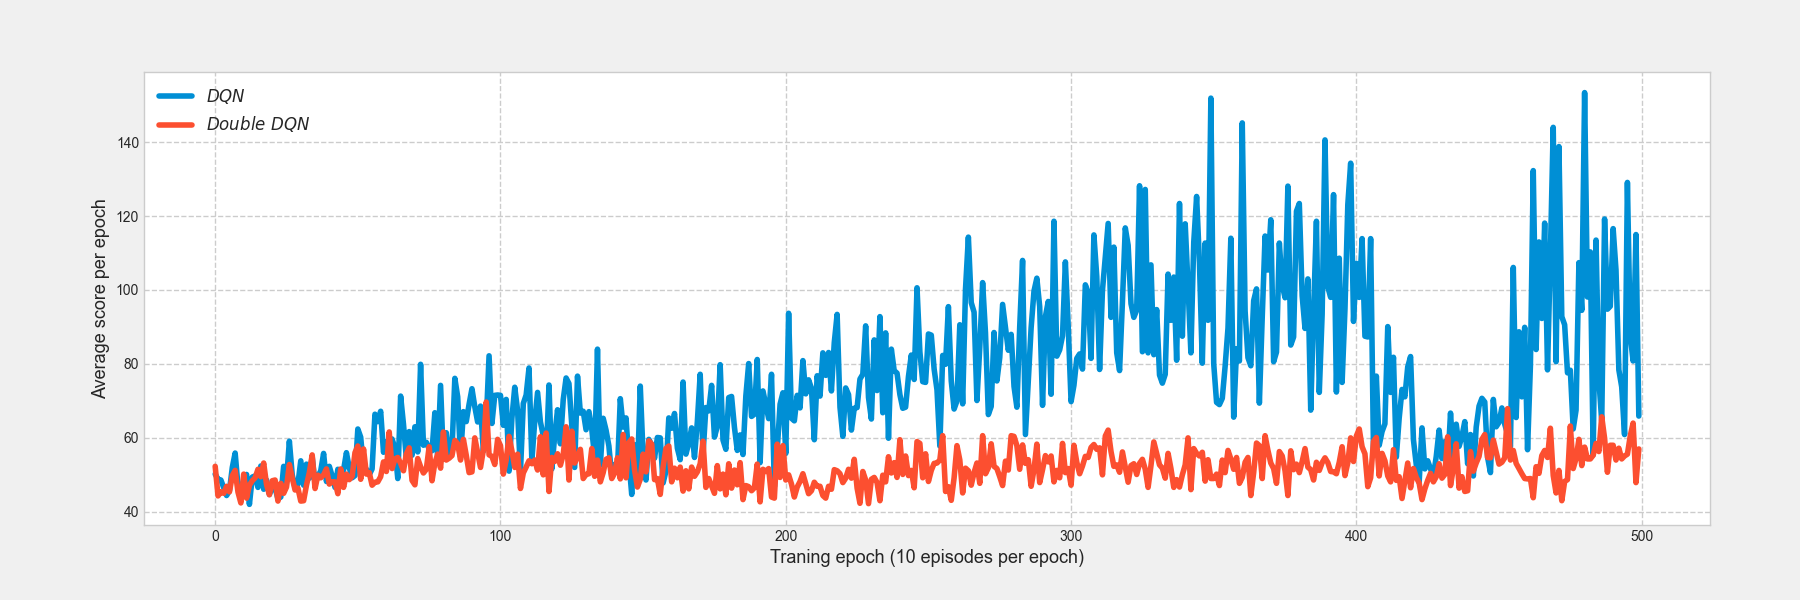 DQN
Double DQN
Average score per epoch
140
120
100
80
60
40
0 100 200 300 400 500
Traning epoch (10 episodes per epoch)